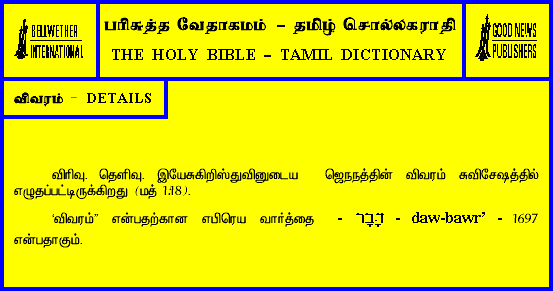 BELLWETHER
INTERNATIONAL
பரிசுத்த வேதாகமம் – தமிழ் சொல்லகராதி
THE HOLY BIBLE – TAMIL DICTIONARY
GOOD NEWS
PUBLISHERS
விவரம் – DETAILS
விரிவு. தெளிவு. இயேசுகிறிஸ்துவினுடைய ஜெநநத்தின் விவரம் சுவிசேஷத்தில்
எழுதப்பட்டிருக்கிறது (மத் 1:18).
‘விவரம்” என்பதற்கான எபிரெய வார்த்தை - דָּבָר - daw-bawr’ - 1697
என்பதாகும்.